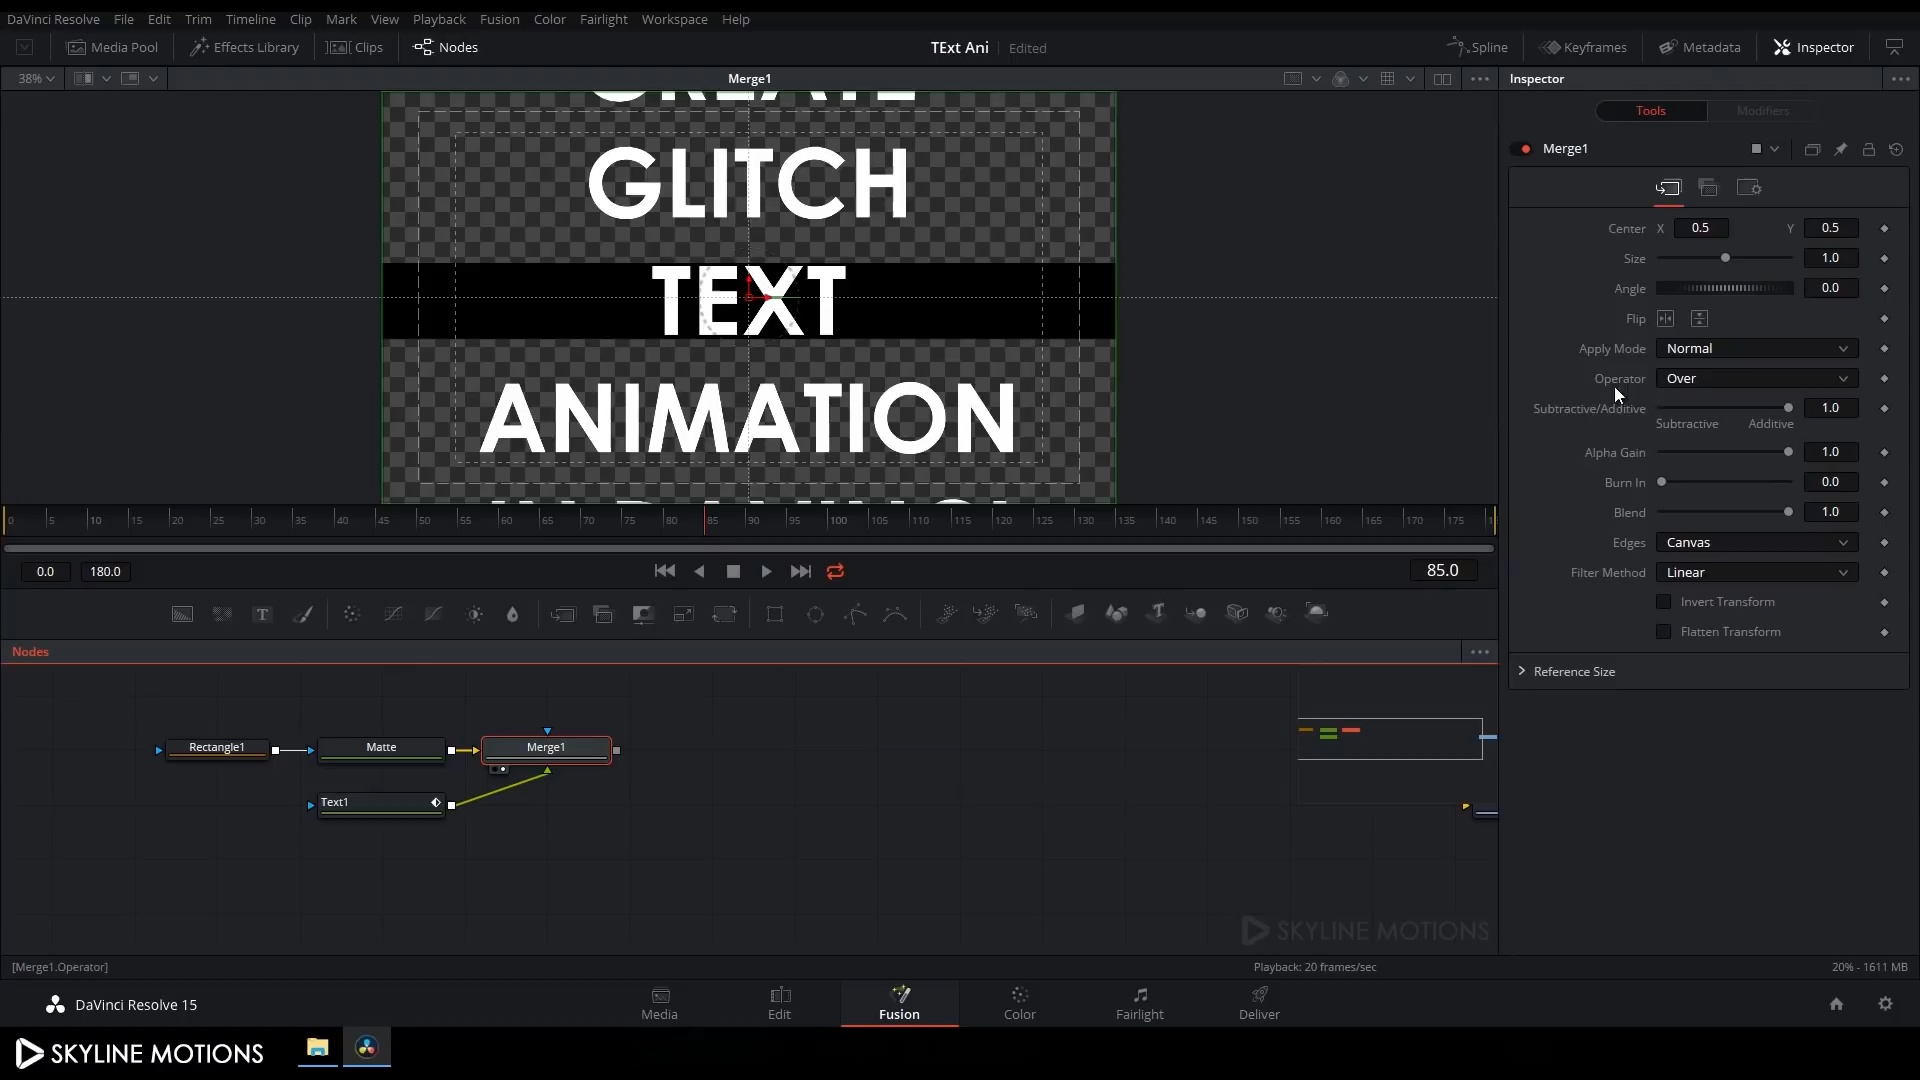 DaVinci Resolve File Edit Trim Timeline Clip Mark View Playback Fusion Color Fairlight Workspace Help
Media Pool Effects Library Clips Nodes TExt Ani Edited Spline Keyframes Metadata Inspector
38% Merge1 Inspector
Tools Modifiers
Merge1
GLITCH
TEXT
ANIMATION
Center X 0.5 Y 0.5
Size 1.0
Angle 0.0
Flip
Apply Mode Normal
Operator Over
Subtractive/Additive 1.0
Subtractive Additive
Alpha Gain 1.0
Burn In 0.0
Blend 1.0
Edges Canvas
Filter Method Linear
Invert Transform
Flatten Transform
Reference Size
0 5 10 15 20 25 30 35 40 45 50 55 60 65 70 75 80 85 90 95 100 105 110 115 120 125 130 135 140 145 150 155 160 165 170 175
0.0 180.0 85.0
Nodes
Rectangle1 Matte Merge1
Text1
SKYLINE MOTIONS
[Merge1.Operator] Playback: 20 frames/sec 20% - 1611 MB
DaVinci Resolve 15 Media Edit Fusion Color Fairlight Deliver
SKYLINE MOTIONS